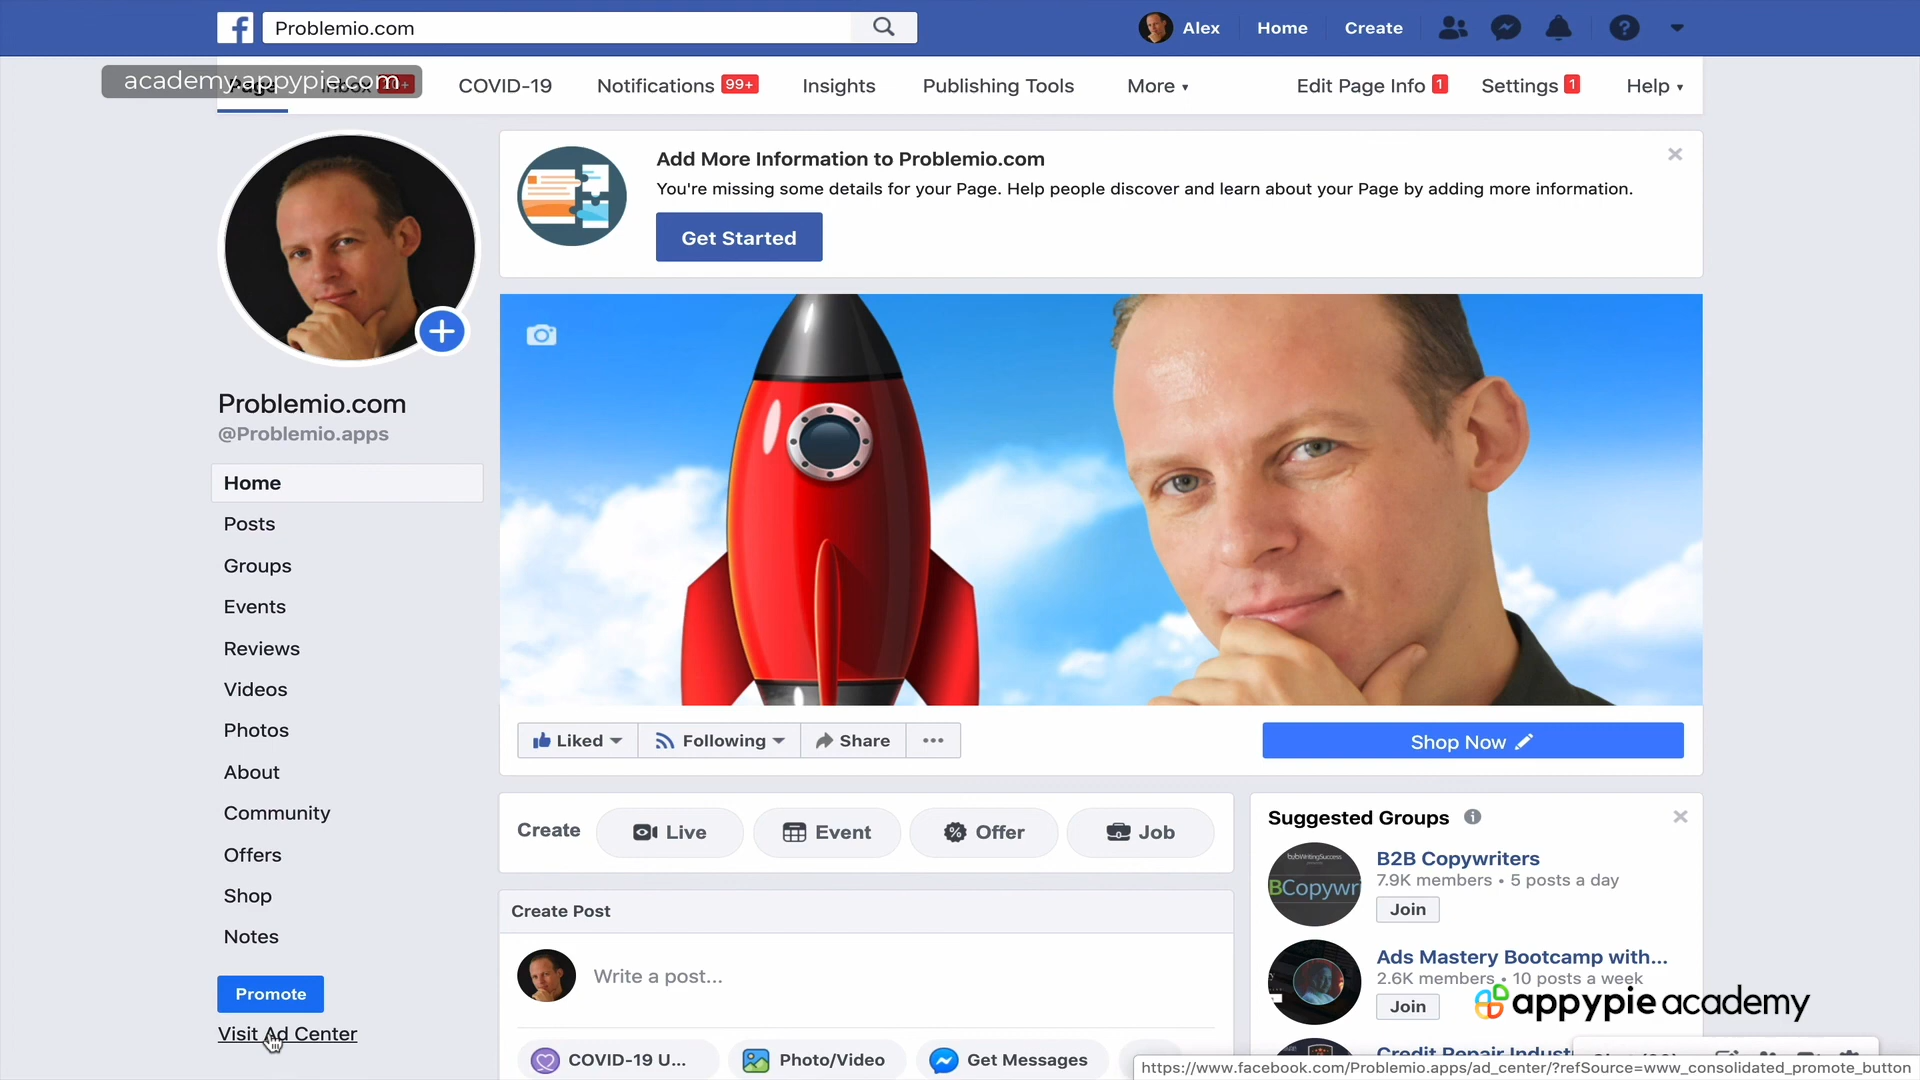 Problemio.com
Alex
Home
Create
academy.appypie.com
COVID-19
Notifications 99+
Insights
Publishing Tools
More
Edit Page Info 1
Settings 1
Help
Add More Information to Problemio.com
You're missing some details for your Page. Help people discover and learn about your Page by adding more information.
Get Started
Problemio.com
@Problemio.apps
Home
Posts
Groups
Events
Reviews
Videos
Photos
About
Community
Offers
Shop
Notes
Promote
Visit Ad Center
Liked
Following
Share
Shop Now
Create
Live
Event
Offer
Job
Create Post
Write a post...
COVID-19 U...
Photo/Video
Get Messages
Suggested Groups
B2B Copywriters
7.9K members • 5 posts a day
Join
Ads Mastery Bootcamp with...
2.6K members • 10 posts a week
Join
appypie academy
https://www.facebook.com/Problemio.apps/ad_center/?refSource=www_consolidated_promote_button